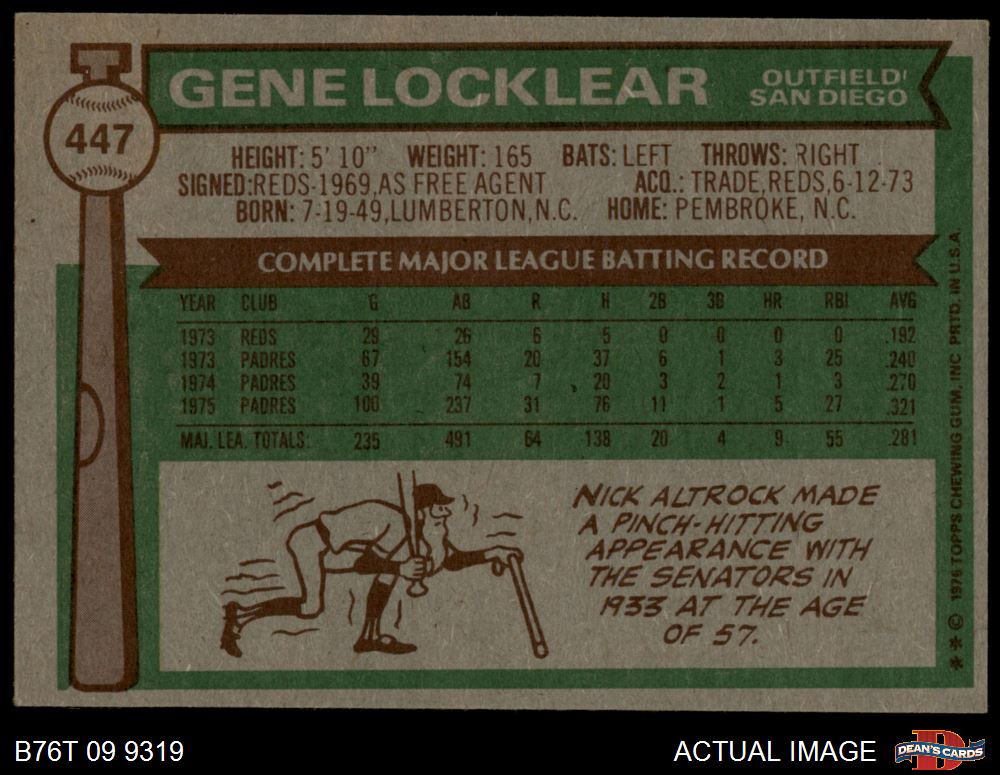 447
GENE LOCKLEAR
OUTFIELD
SAN DIEGO
HEIGHT: 5' 10" WEIGHT: 165 BATS: LEFT THROWS: RIGHT
SIGNED:REDS-1969,AS FREE AGENT ACQ.: TRADE,REDS,6-12-73
BORN: 7-19-49,LUMBERTON,N.C. HOME: PEMBROKE, N.C.
COMPLETE MAJOR LEAGUE BATTING RECORD
YEAR CLUB G AB R H 2B 3B HR RBI AVG
1973 REDS 29 26 6 5 0 0 0 0 .192
1973 PADRES 67 154 20 37 6 1 3 25 .240
1974 PADRES 39 74 7 20 3 2 1 3 .270
1975 PADRES 100 237 31 76 11 1 5 27 .321
MAJ. LEA. TOTALS: 235 491 64 138 20 4 9 55 .281
NICK ALTROCK MADE
A PINCH-HITTING
APPEARANCE WITH
THE SENATORS IN
1933 AT THE AGE
OF 57.
** © 1976 TOPPS CHEWING GUM, INC PRTD. IN U.S.A.
B76T 09 9319
ACTUAL IMAGE
D
DEAN'S CARDS